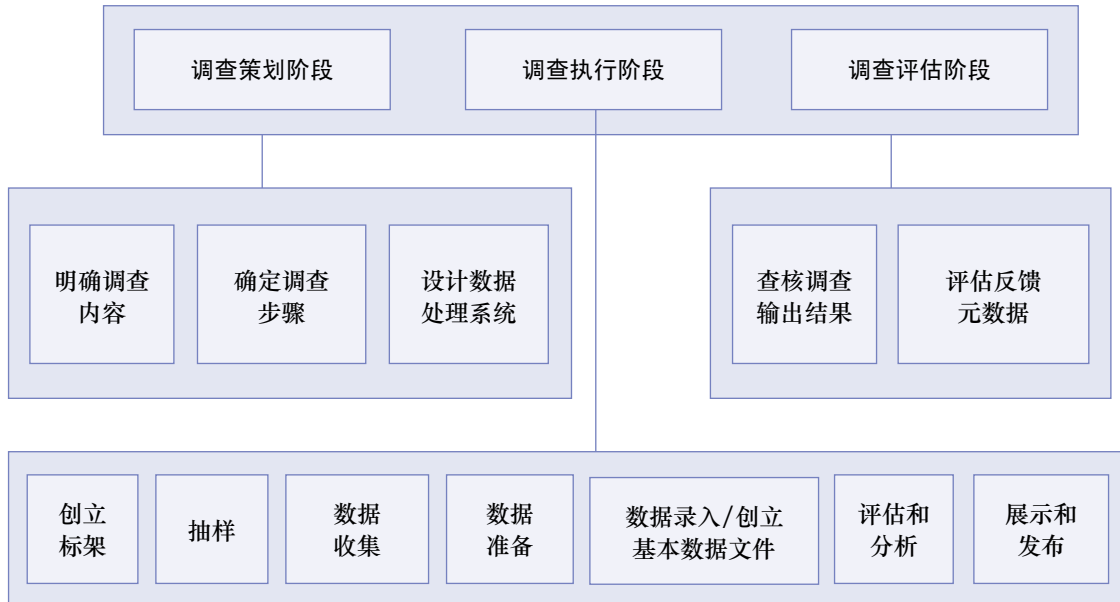 调查策划阶段
调查执行阶段
调查评估阶段
明确调查
内容
确定调查
步骤
设计数据
处理系统
查核调查
输出结果
评估反馈
元数据
创立
标架
抽样
数据
收集
数据
准备
数据录入/创立
基本数据文件
评估和
分析
展示和
发布